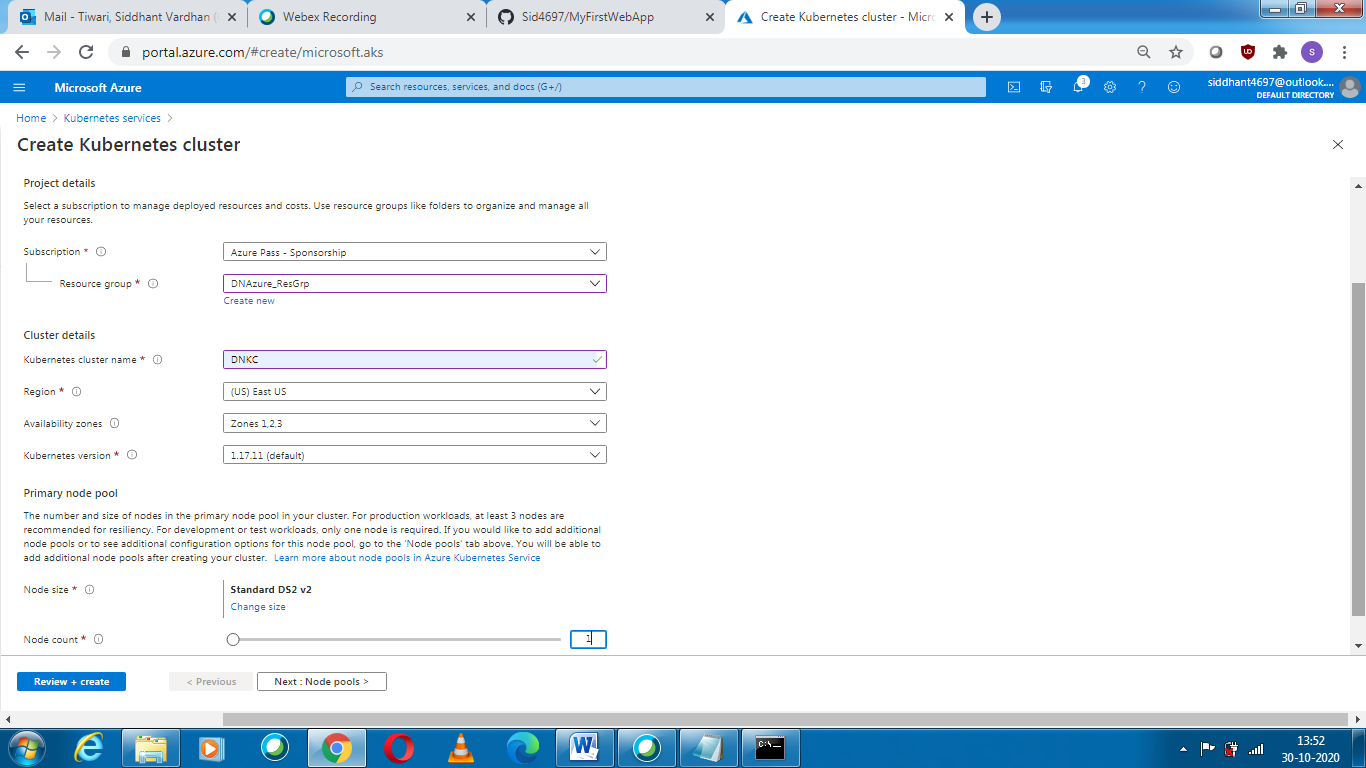 Mail - Tiwari, Siddhant Vardhan (
Webex Recording
Sid4697/MyFirstWebApp
Create Kubernetes cluster - Micr
portal.azure.com/#create/microsoft.aks
S
Microsoft Azure
Search resources, services, and docs (G+/)
3
siddhant4697@outlook....
DEFAULT DIRECTORY
Home > Kubernetes services >
Create Kubernetes cluster
Project details
Select a subscription to manage deployed resources and costs. Use resource groups like folders to organize and manage all
your resources.
Subscription *
Azure Pass - Sponsorship
Resource group *
DNAzure_ResGrp
Create new
Cluster details
Kubernetes cluster name *
DNKC
Region *
(US) East US
Availability zones
Zones 1,2,3
Kubernetes version *
1.17.11 (default)
Primary node pool
The number and size of nodes in the primary node pool in your cluster. For production workloads, at least 3 nodes are
recommended for resiliency. For development or test workloads, only one node is required. If you would like to add additional
node pools or to see additional configuration options for this node pool, go to the 'Node pools' tab above. You will be able to
add additional node pools after creating your cluster. Learn more about node pools in Azure Kubernetes Service
Node size *
Standard DS2 v2
Change size
Node count *
1
Review + create
< Previous
Next : Node pools >
13:52
30-10-2020